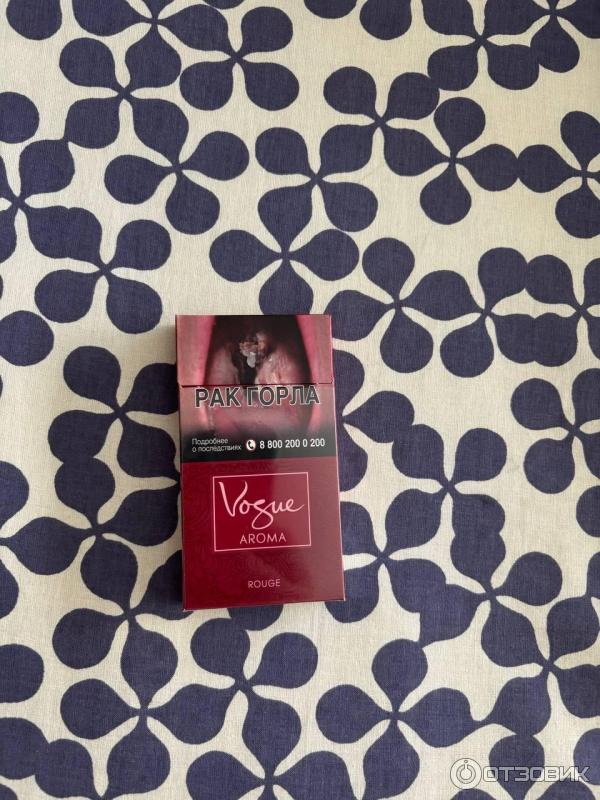 РАК ГОРЛА
Подробнее
о последствиях 8 800 200 0 200
Vogue
AROMA
ROUGE
ОТЗОВИК